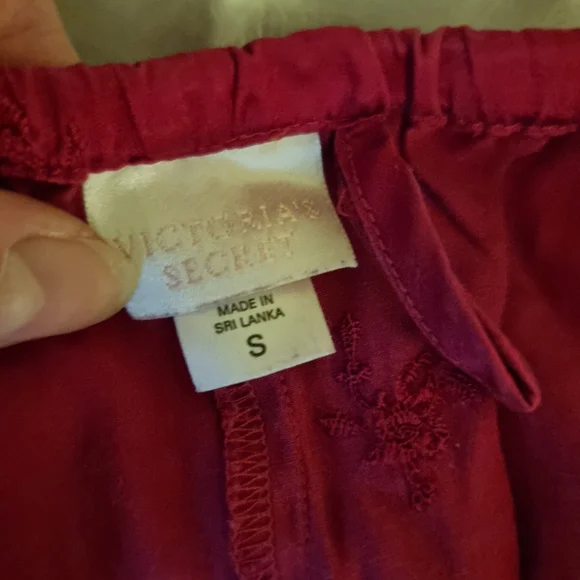 VICTORIA'S
SECRET
MADE IN
SRI LANKA
S